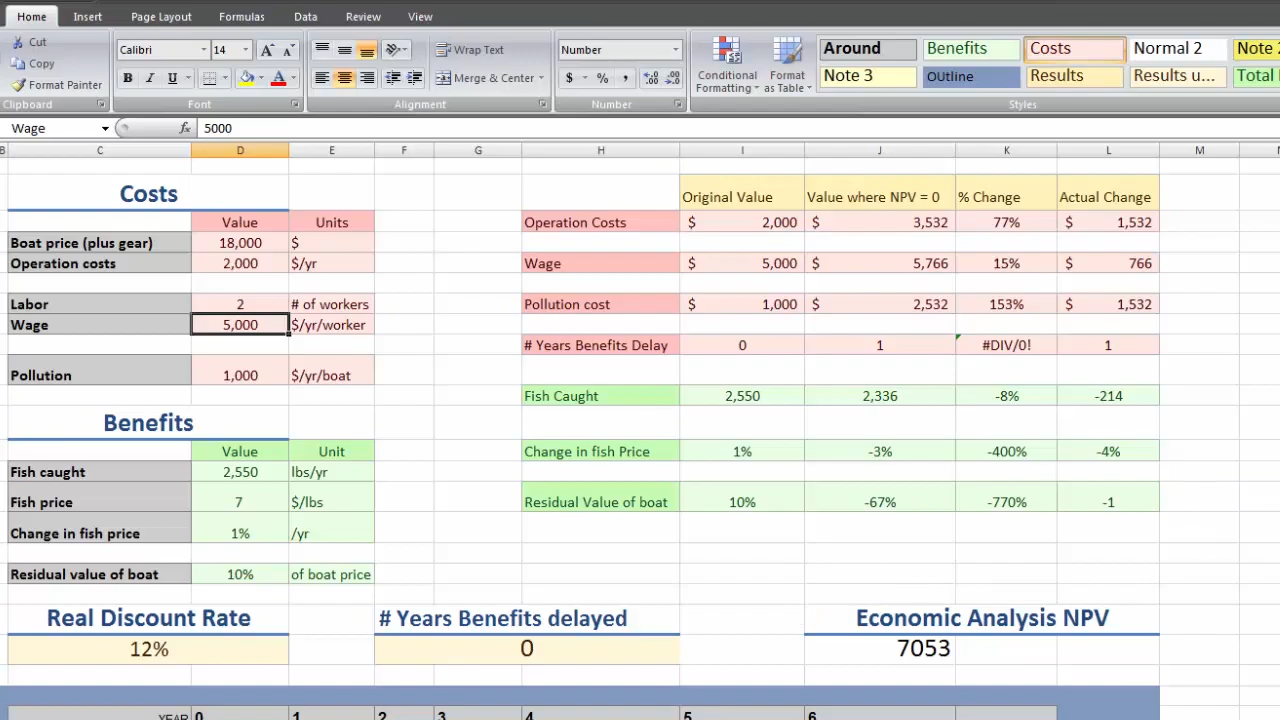 Home Insert Page Layout Formulas Data Review View
Cut
Copy
Format Painter
Clipboard
Calibri 14 A A
B I U A
Font
Wrap Text
Merge & Center
Alignment
Number
$ % ,
Number
Conditional Formatting
Format as Table
Around Benefits Costs Normal 2 Note 2
Note 3 Outline Results Results u... Total
Styles
Wage fx 5000
B C D E F G H I J K L M
Costs
Original Value Value where NPV = 0 % Change Actual Change
Value Units
Operation Costs $ 2,000 $ 3,532 77% $ 1,532
Boat price (plus gear) 18,000 $
Operation costs 2,000 $/yr
Wage $ 5,000 $ 5,766 15% $ 766
Labor 2 # of workers
Pollution cost $ 1,000 $ 2,532 153% $ 1,532
Wage 5,000 $/yr/worker
# Years Benefits Delay 0 1 #DIV/0! 1
Pollution 1,000 $/yr/boat
Fish Caught 2,550 2,336 -8% -214
Benefits
Value Unit
Change in fish Price 1% -3% -400% -4%
Fish caught 2,550 lbs/yr
Fish price 7 $/lbs
Residual Value of boat 10% -67% -770% -1
Change in fish price 1% /yr
Residual value of boat 10% of boat price
Real Discount Rate # Years Benefits delayed Economic Analysis NPV
12% 0 7053
YEAR 0 1 2 3 4 5 6